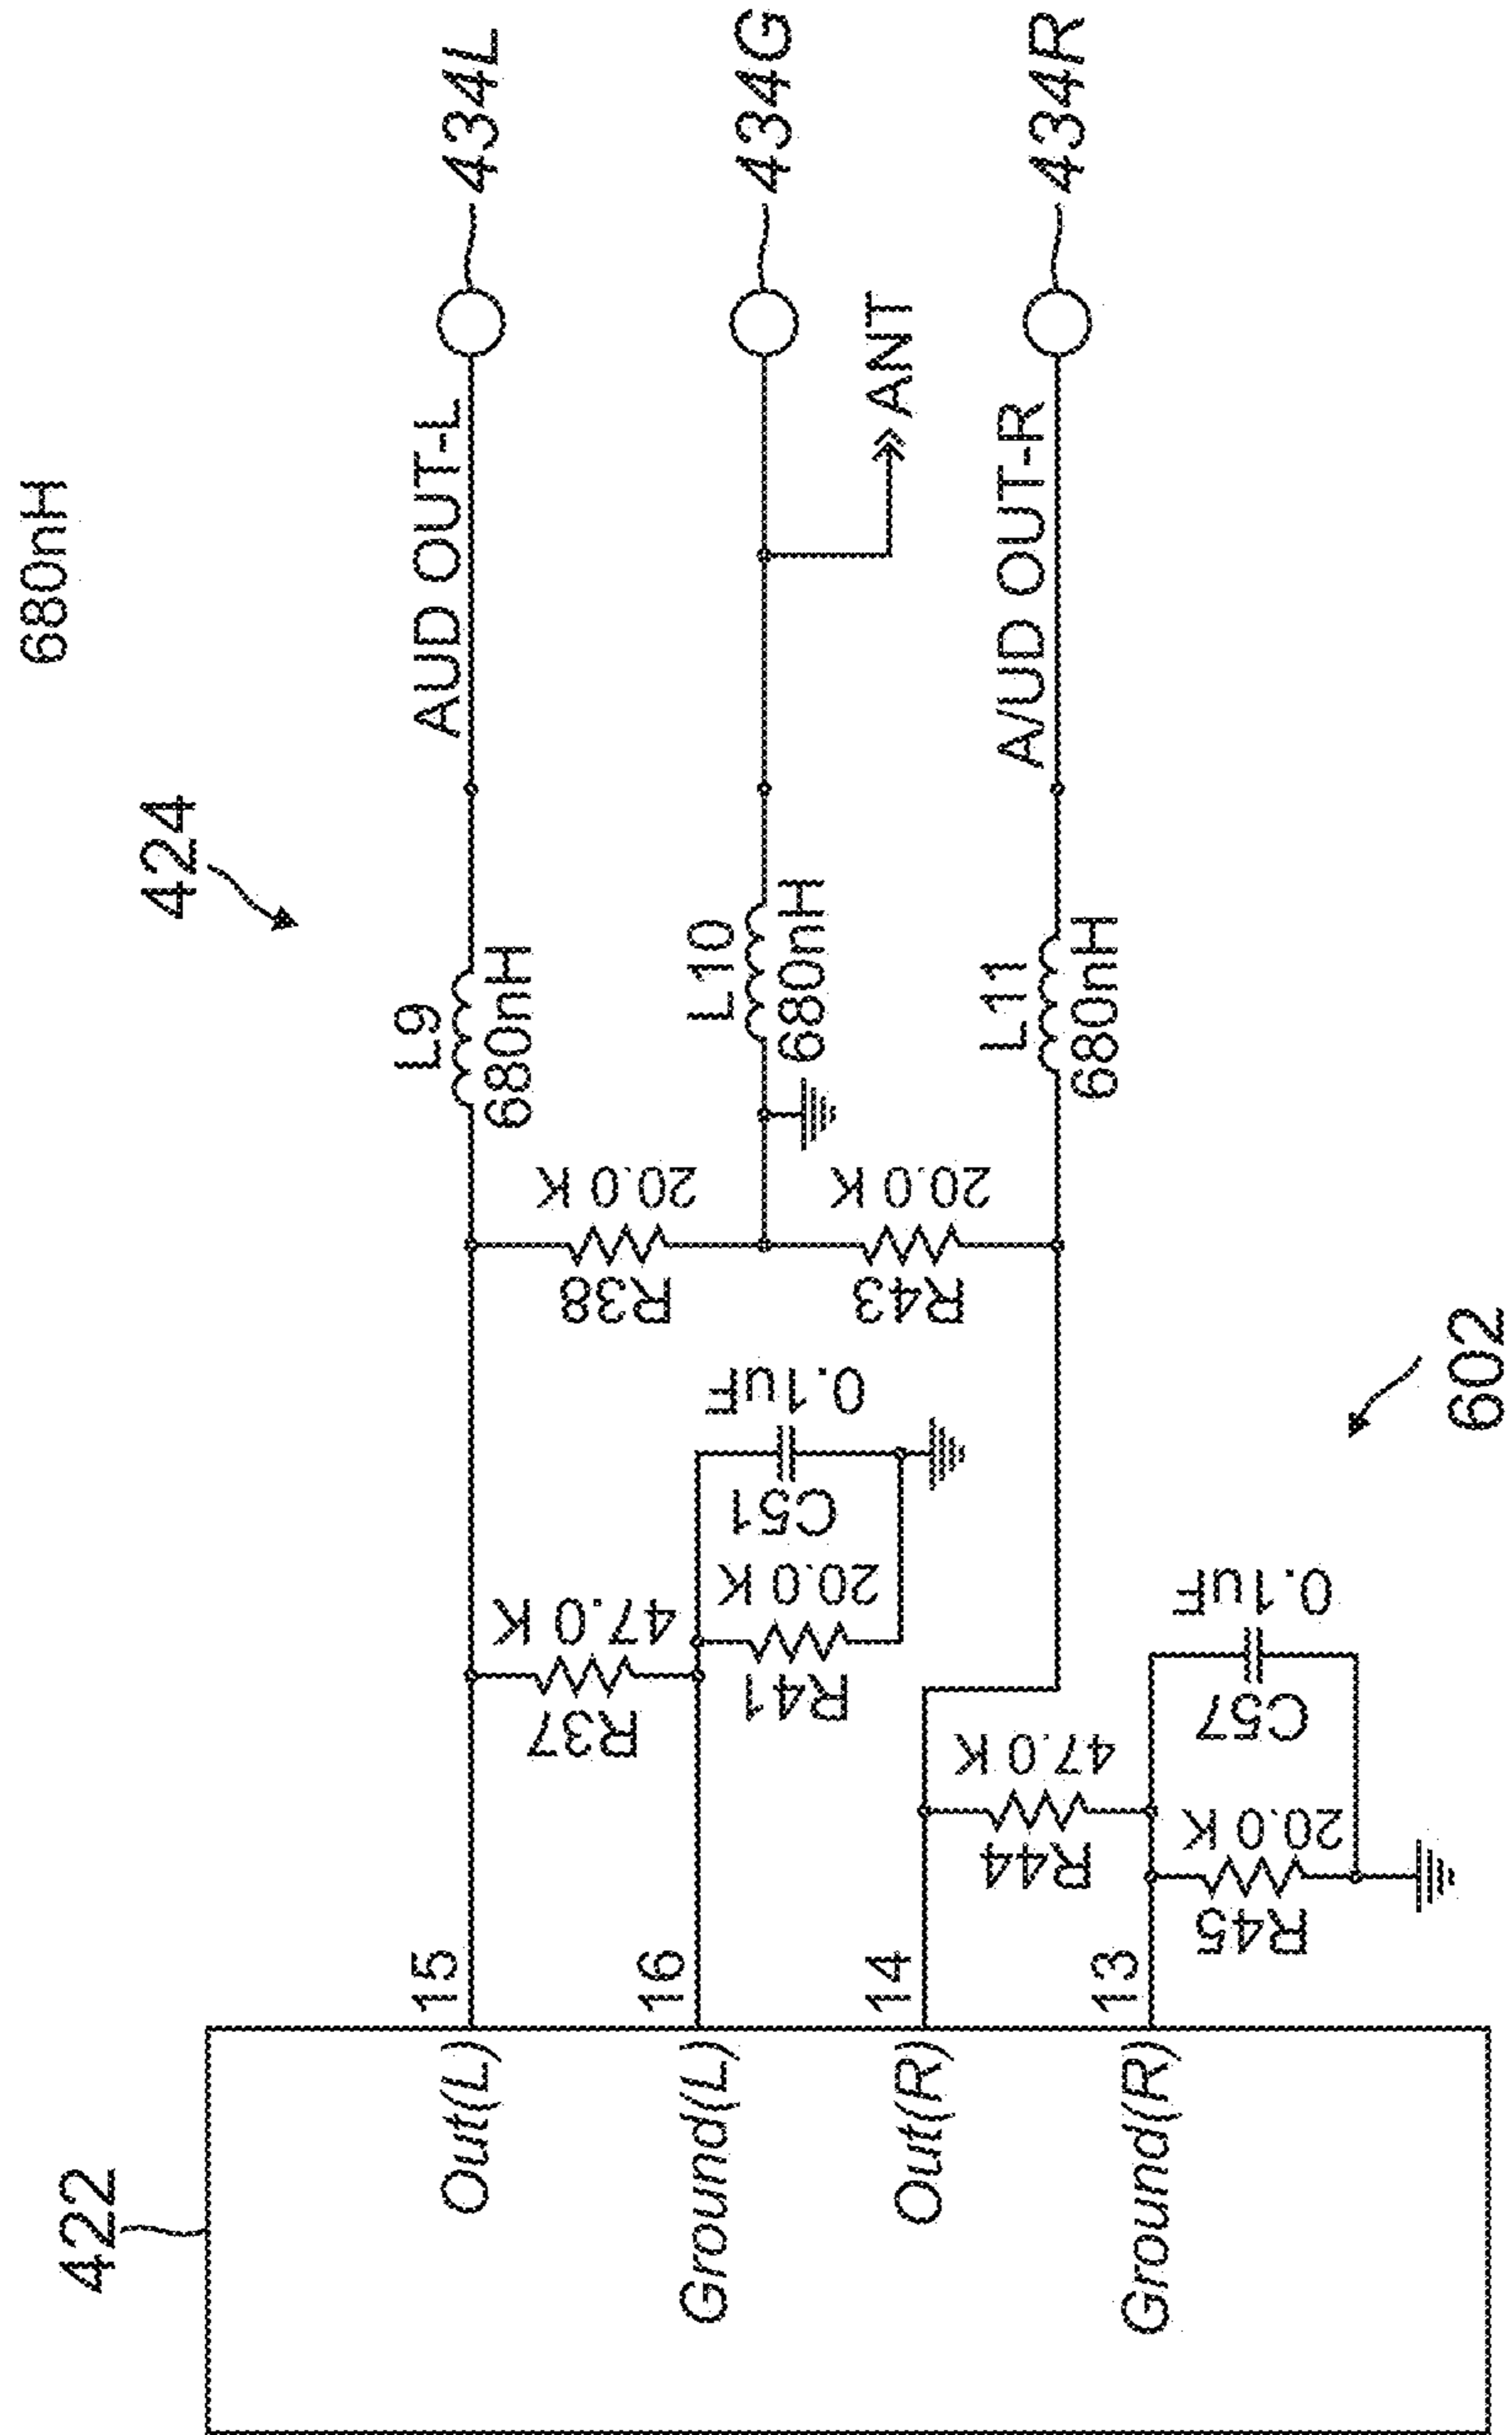 680nH
424
422
15
Out(L)
16
Ground(L)
14
Out(R)
13
Ground(R)
R37
47.0 K
R41
20.0 K
C51
0.1uF
R44
47.0 K
R45
20.0 K
C57
0.1uF
602
R38
20.0 K
R43
20.0 K
L9
680nH
L10
680nH
L11
680nH
AUD OUT-L
ANT
A/UD OUT-R
434L
434G
434R